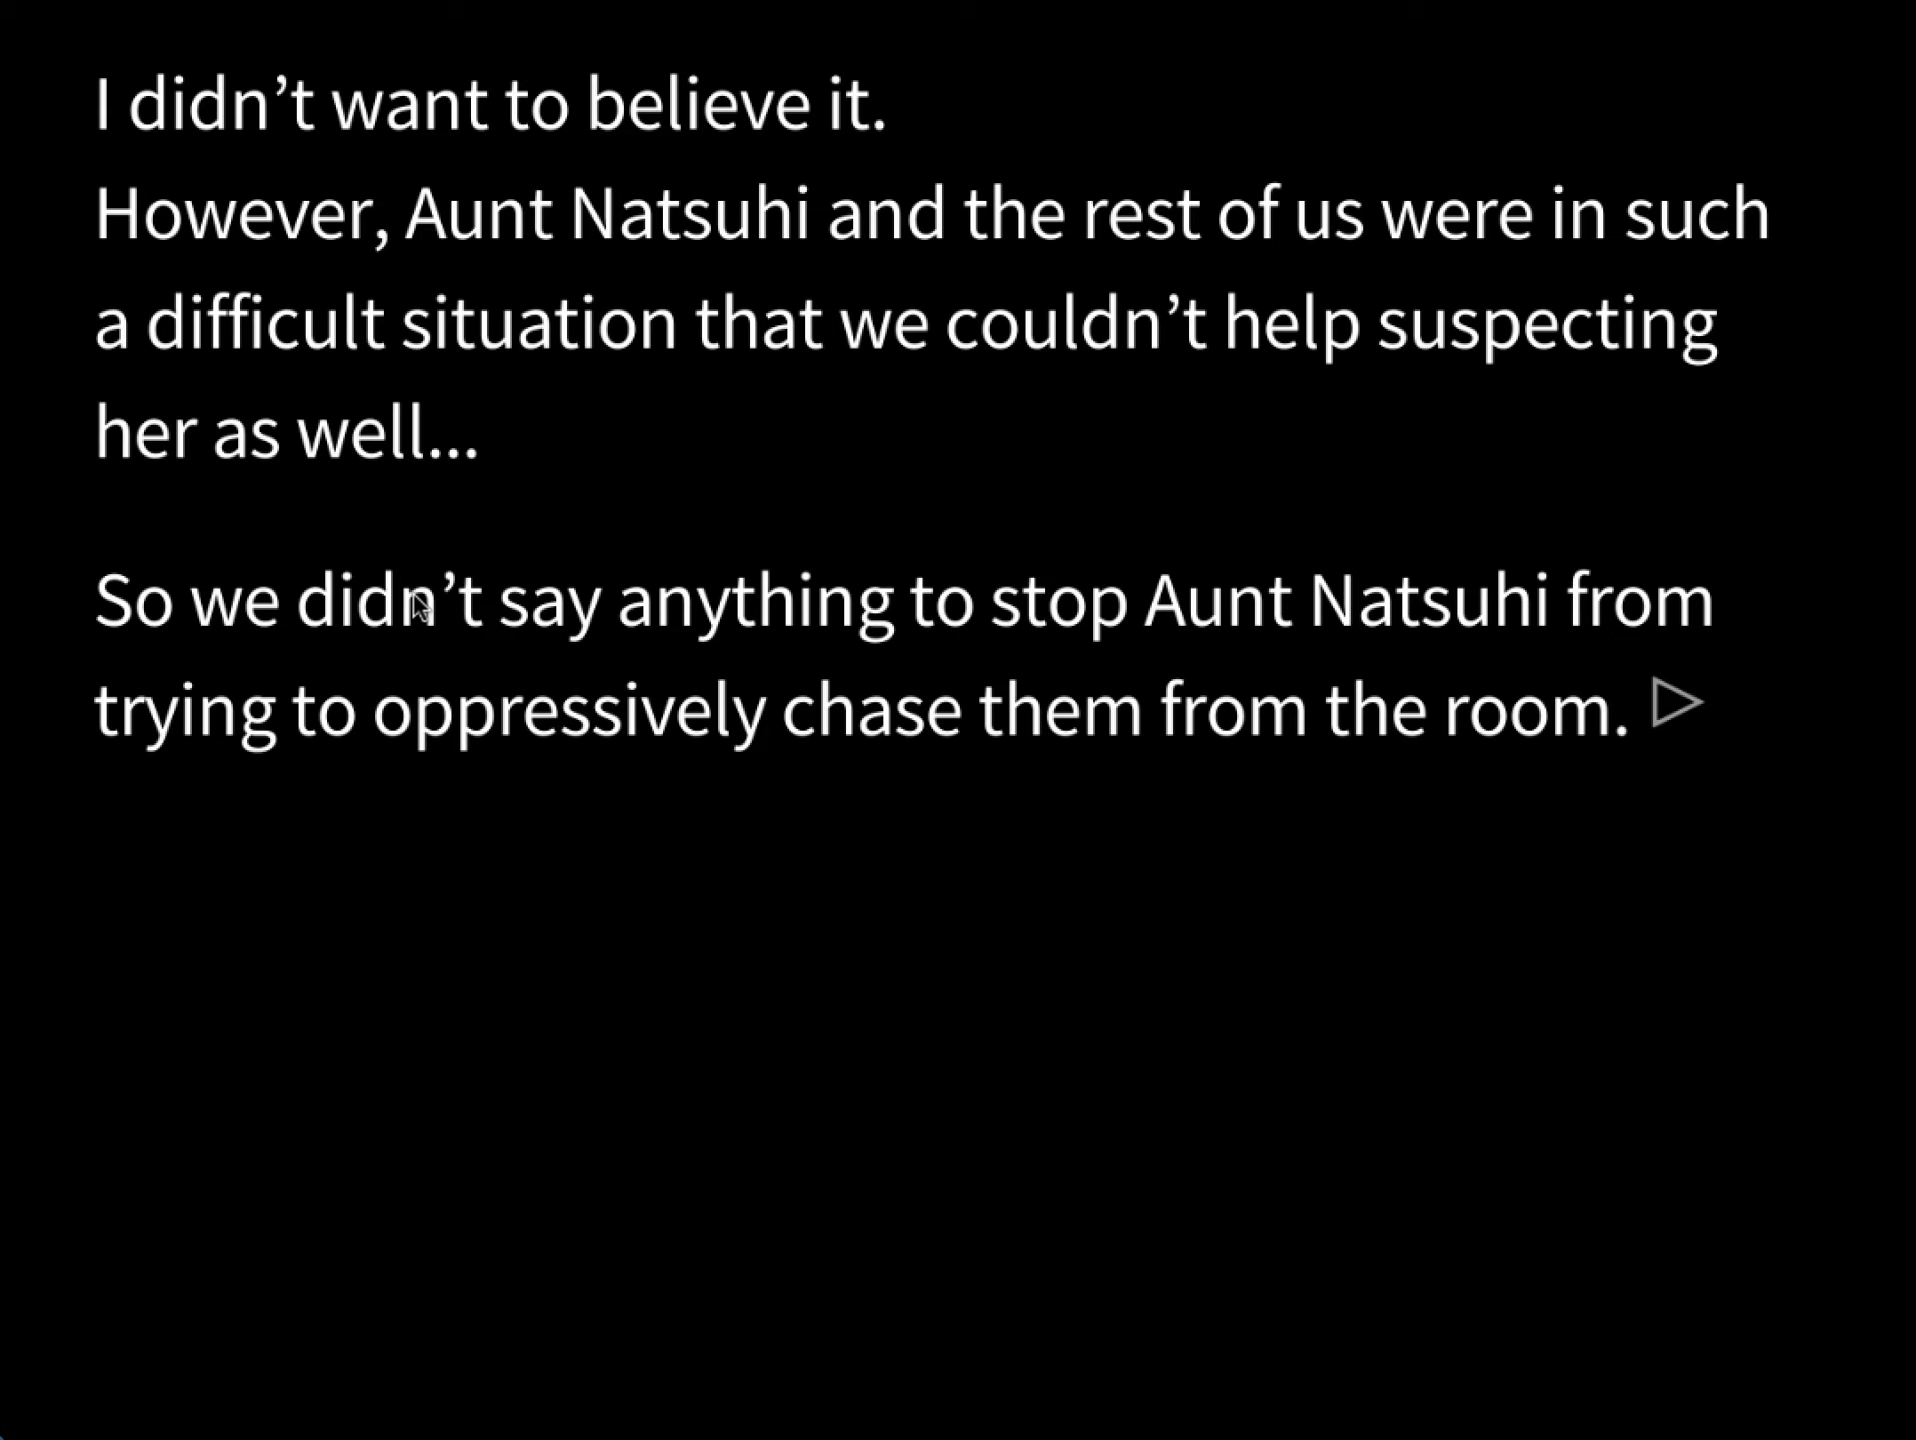 I didn’t want to believe it.
However, Aunt Natsuhi and the rest of us were in such
a difficult situation that we couldn’t help suspecting
her as well...
So we didn’t say anything to stop Aunt Natsuhi from
trying to oppressively chase them from the room.